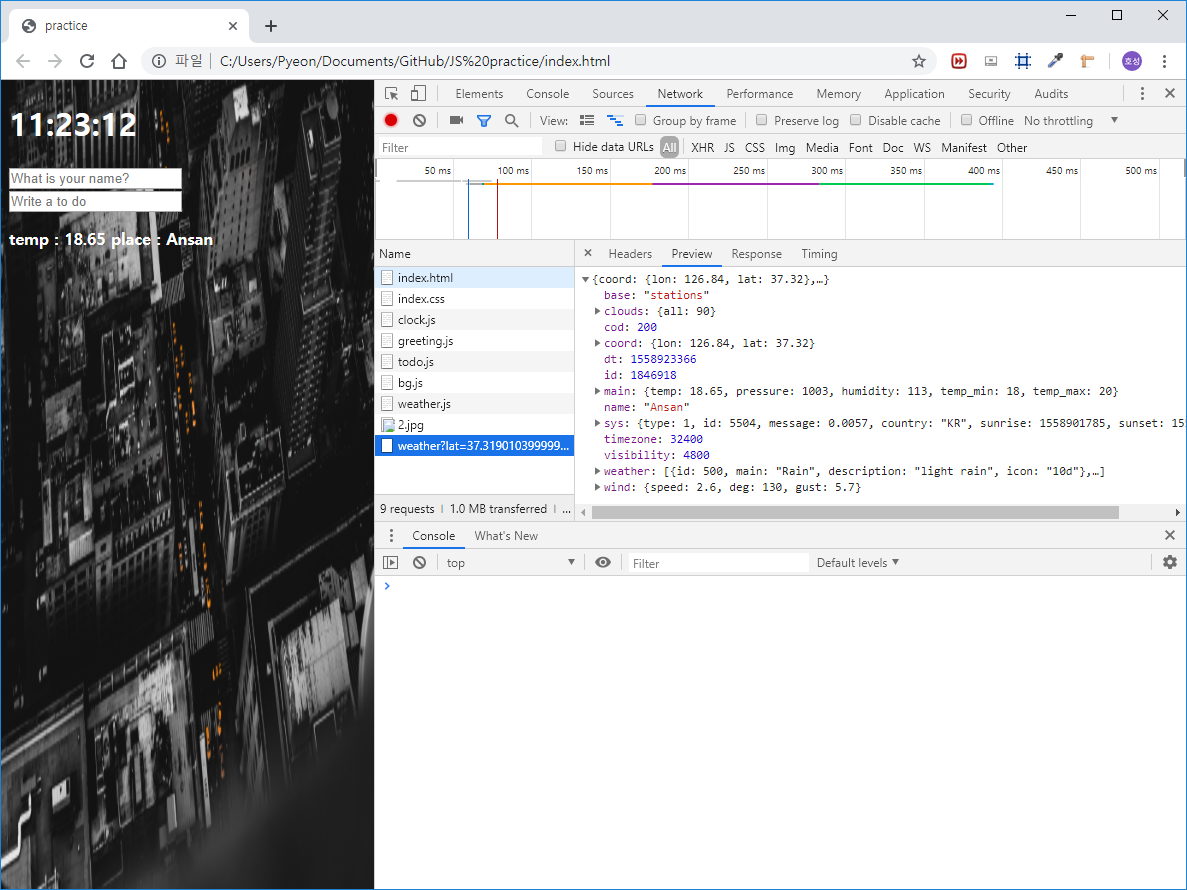 practice
파일 C:/Users/Pyeon/Documents/GitHub/JS%20practice/index.html
호성
11:23:12
What is your name?
Write a to do
temp : 18.65 place : Ansan
Elements Console Sources Network Performance Memory Application Security Audits
View: Group by frame Preserve log Disable cache Offline No throttling
Filter Hide data URLs All XHR JS CSS Img Media Font Doc WS Manifest Other
50 ms 100 ms 150 ms 200 ms 250 ms 300 ms 350 ms 400 ms 450 ms 500 ms
Name
index.html
index.css
clock.js
greeting.js
todo.js
bg.js
weather.js
2.jpg
weather?lat=37.319010399999...
9 requests 1.0 MB transferred ...
Headers Preview Response Timing
{coord: {lon: 126.84, lat: 37.32},…}
base: "stations"
clouds: {all: 90}
cod: 200
coord: {lon: 126.84, lat: 37.32}
dt: 1558923366
id: 1846918
main: {temp: 18.65, pressure: 1003, humidity: 113, temp_min: 18, temp_max: 20}
name: "Ansan"
sys: {type: 1, id: 5504, message: 0.0057, country: "KR", sunrise: 1558901785, sunset: 15
timezone: 32400
visibility: 4800
weather: [{id: 500, main: "Rain", description: "light rain", icon: "10d"},…]
wind: {speed: 2.6, deg: 130, gust: 5.7}
Console What's New
top Filter Default levels